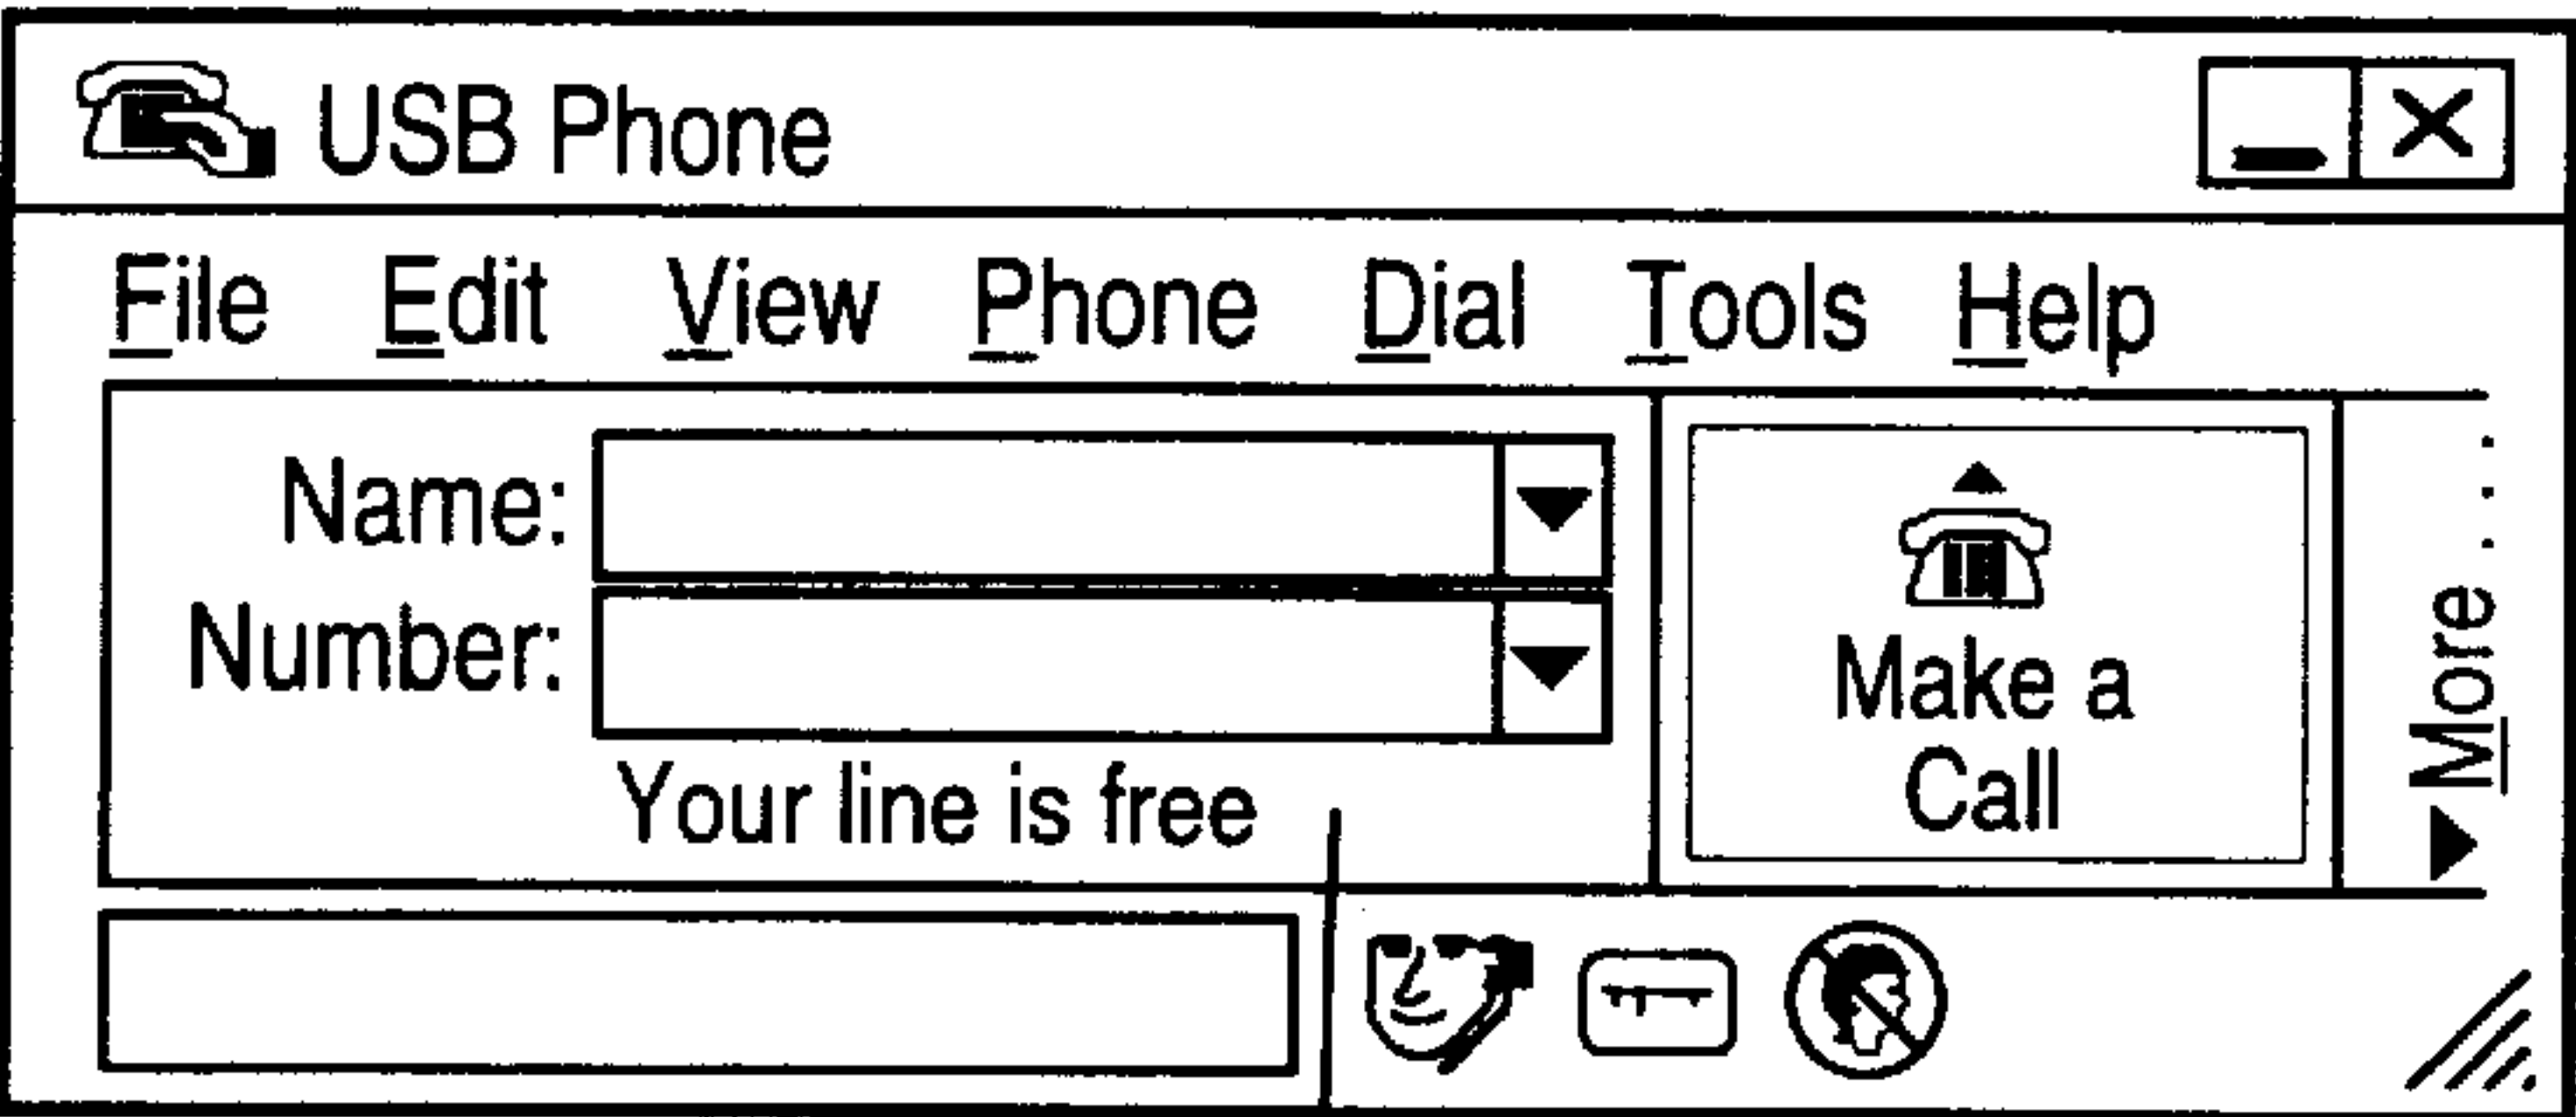 USB Phone
File Edit View Phone Dial Tools Help
Name:
Number:
Your line is free
Make a
Call
More . . .